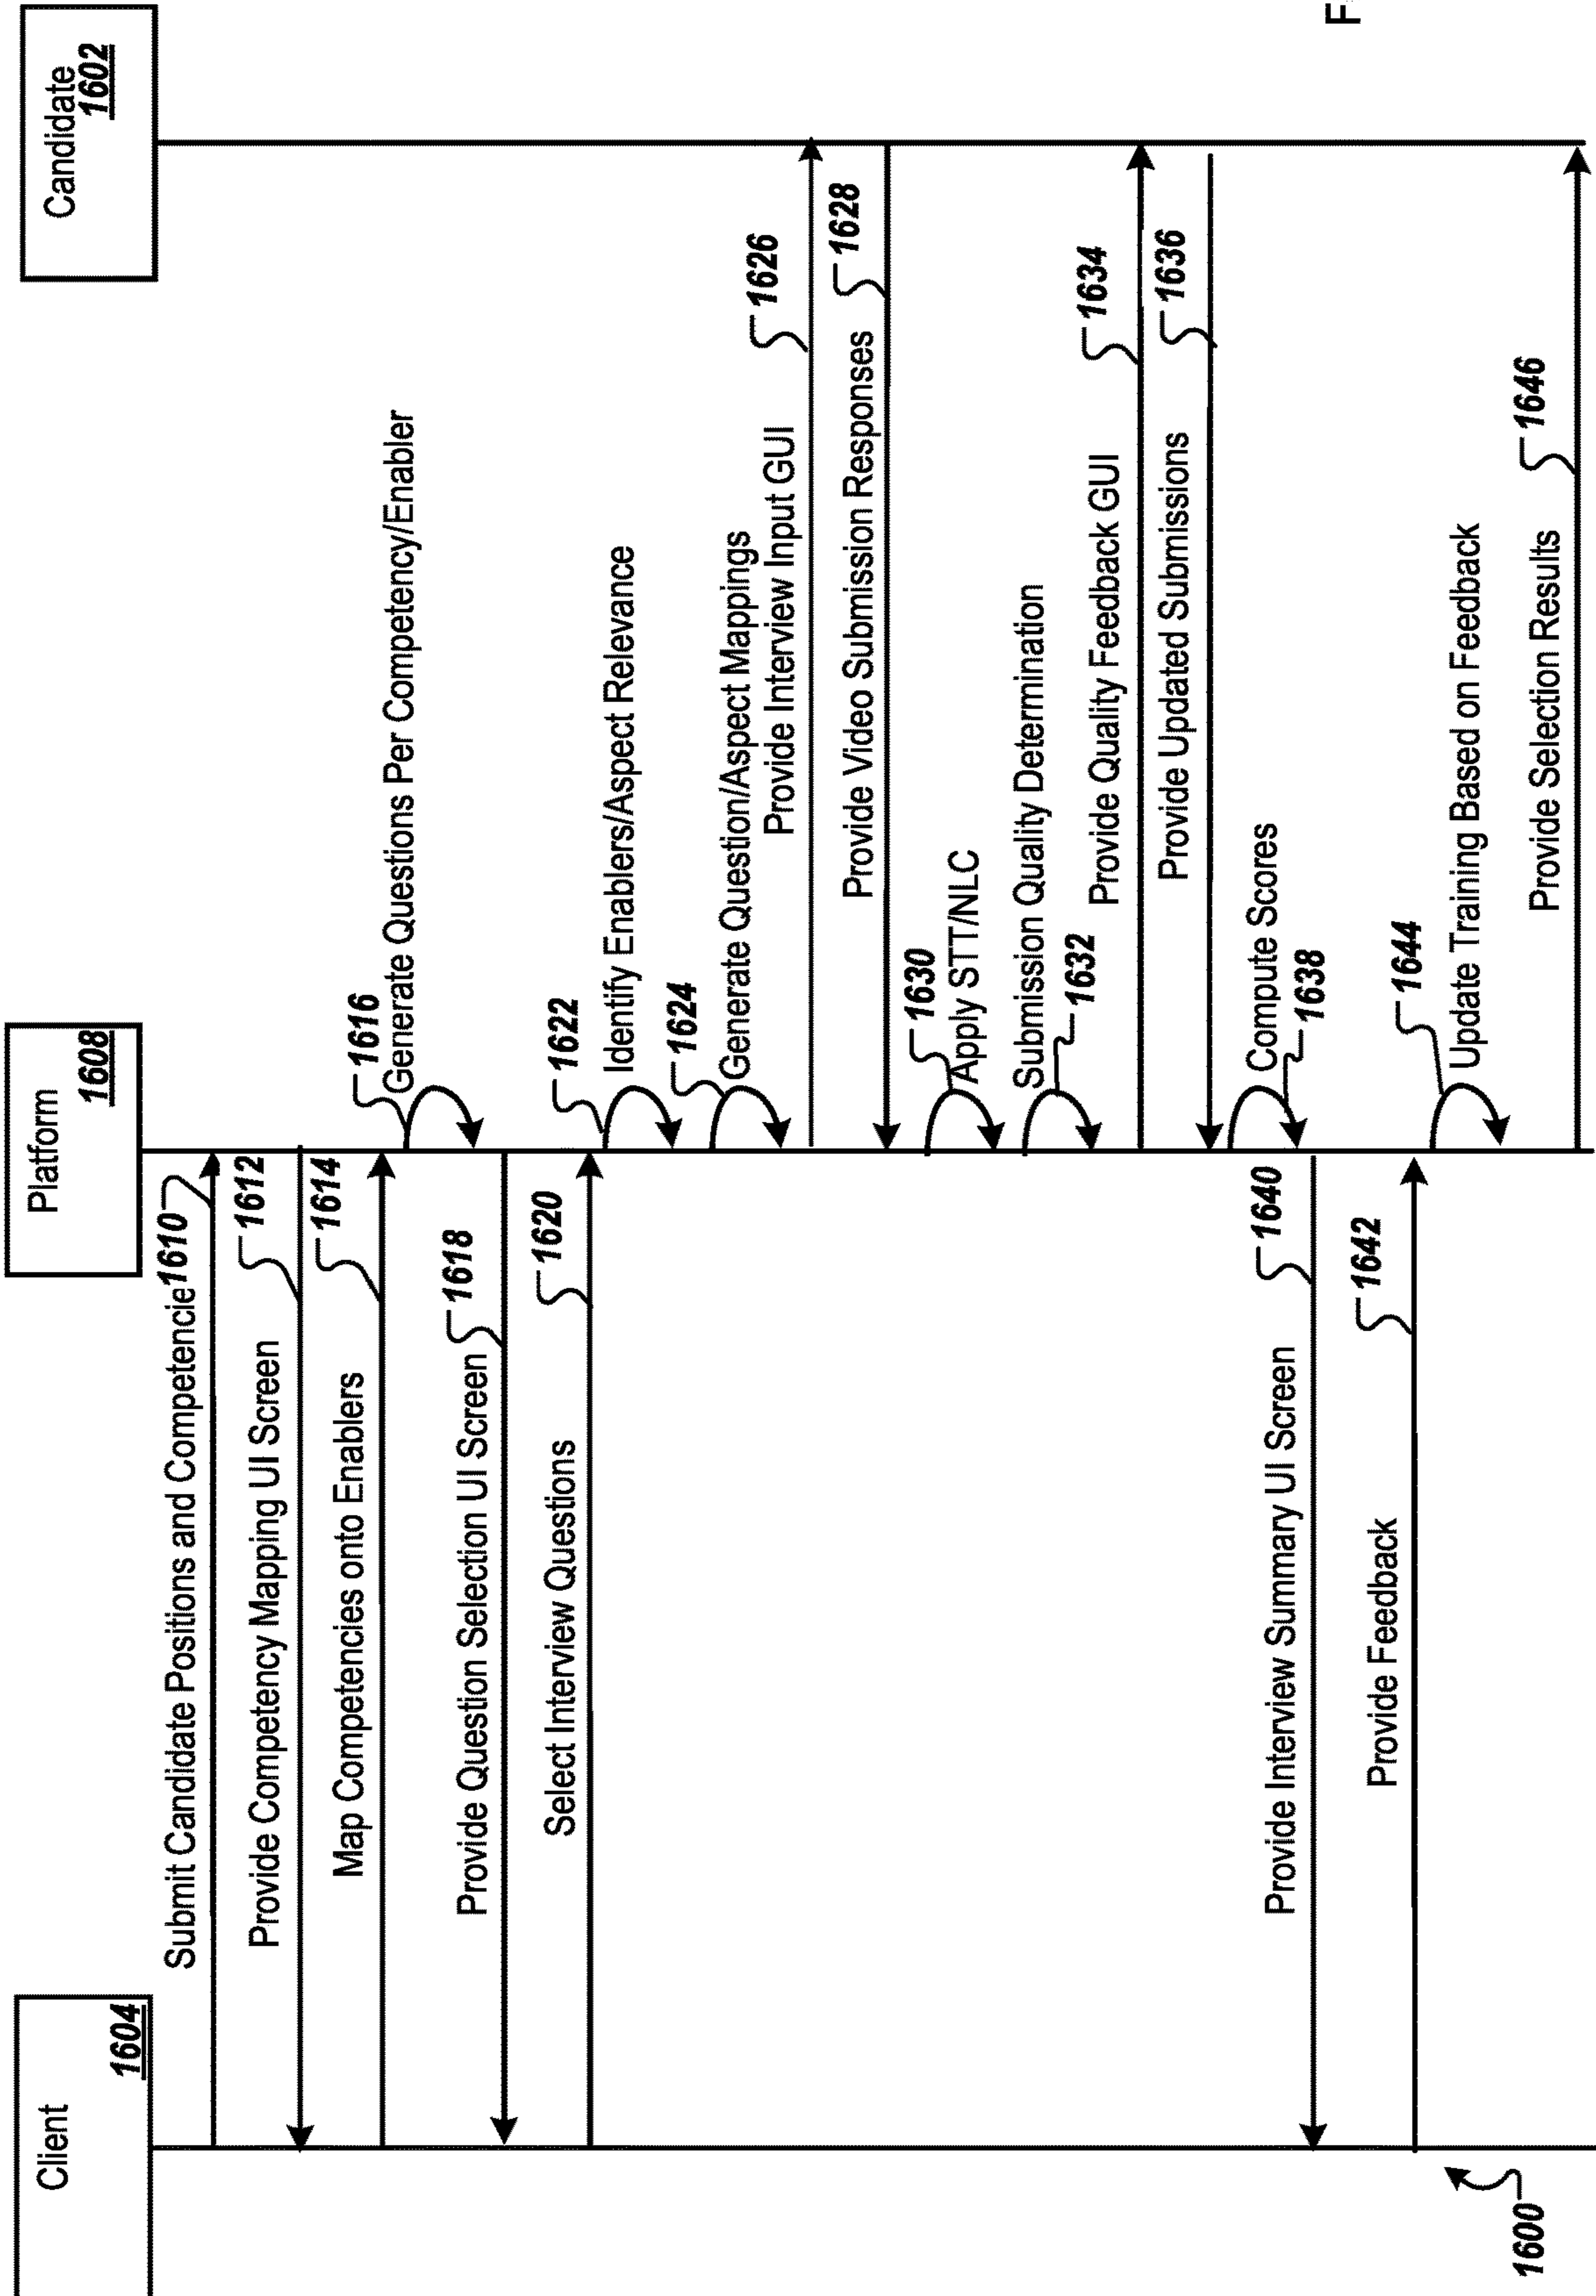 Client
1604
Platform
1608
Candidate
1602
Submit Candidate Positions and Competencie
1610
Provide Competency Mapping UI Screen
1612
Map Competencies onto Enablers
1614
1616
Generate Questions Per Competency/Enabler
Provide Question Selection UI Screen
1618
Select Interview Questions
1620
1622
Identify Enablers/Aspect Relevance
1624
Generate Question/Aspect Mappings
Provide Interview Input GUI
1626
Provide Video Submission Responses
1628
1630
Apply STT/NLC
Submission Quality Determination
1632
Provide Quality Feedback GUI
1634
Provide Updated Submissions
1636
Compute Scores
1638
Provide Interview Summary UI Screen
1640
Provide Feedback
1642
1644
Update Training Based on Feedback
Provide Selection Results
1646
1600
F